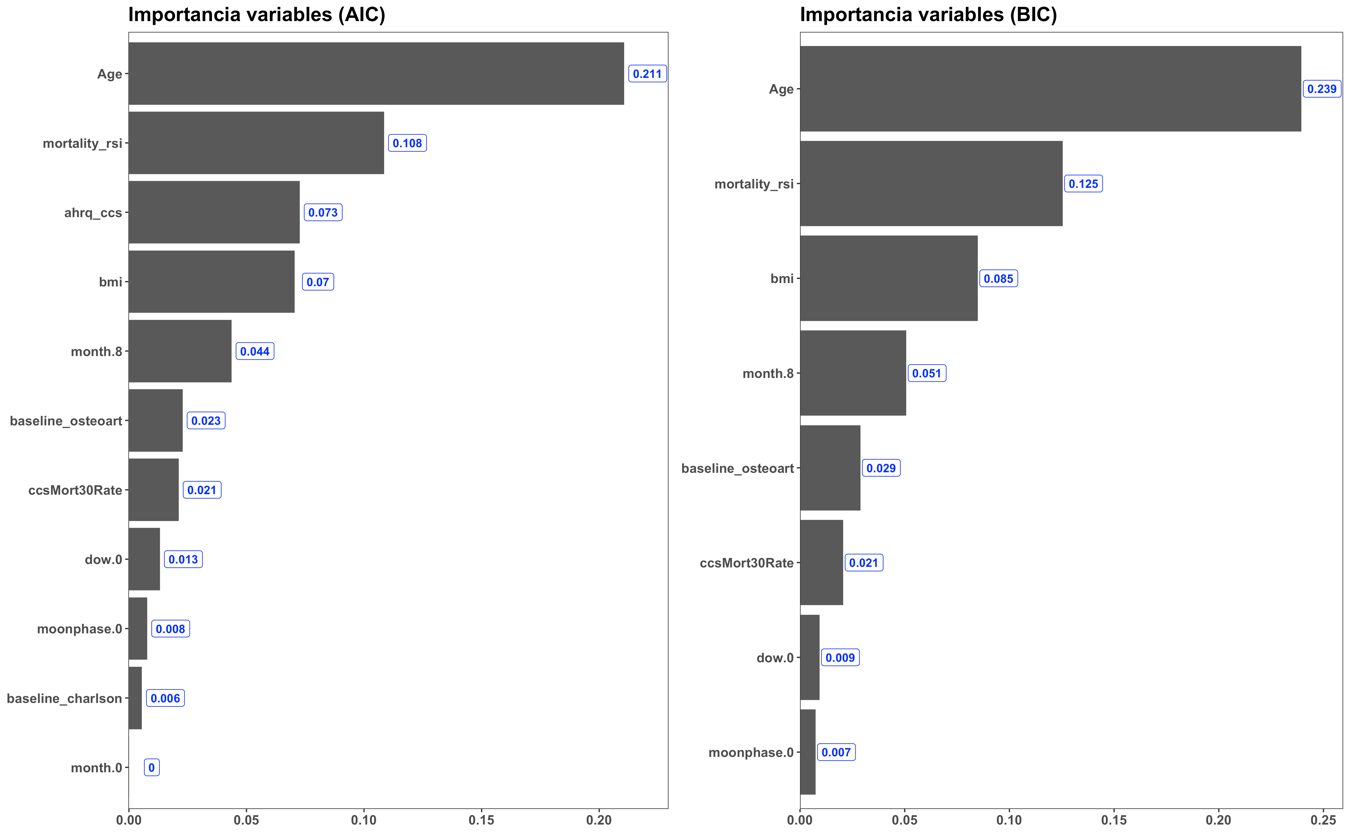 Importancia variables (AIC)
Age 0.211
mortality_rsi 0.108
ahrq_ccs 0.073
bmi 0.07
month.8 0.044
baseline_osteoart 0.023
ccsMort30Rate 0.021
dow.0 0.013
moonphase.0 0.008
baseline_charlson 0.006
month.0 0
0.00 0.05 0.10 0.15 0.20
Importancia variables (BIC)
Age 0.239
mortality_rsi 0.125
bmi 0.085
month.8 0.051
baseline_osteoart 0.029
ccsMort30Rate 0.021
dow.0 0.009
moonphase.0 0.007
0.00 0.05 0.10 0.15 0.20 0.25